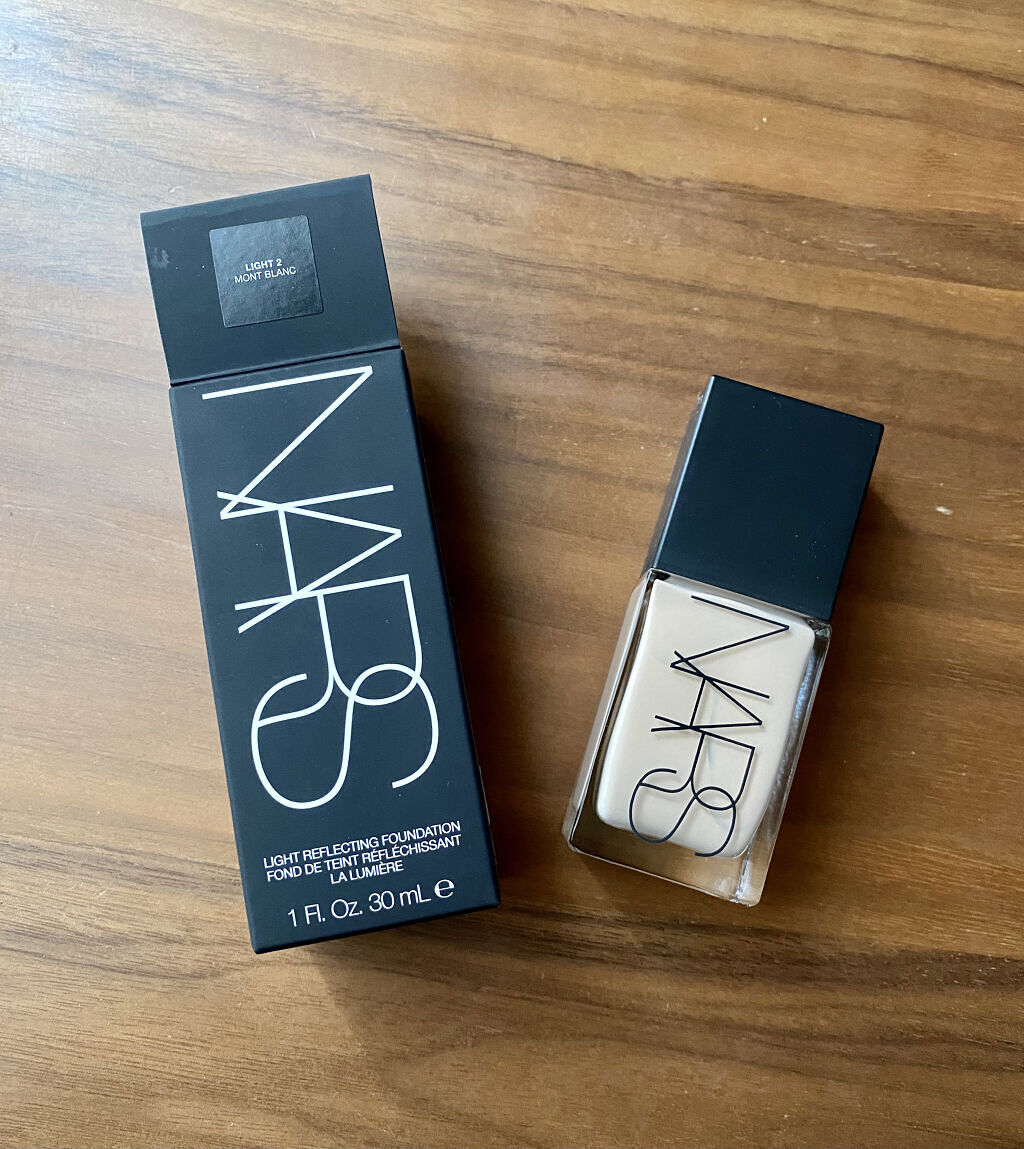 LIGHT 2
MONT BLANC
NARS
LIGHT REFLECTING FOUNDATION
FOND DE TEINT RÉFLÉCHISSANT
LA LUMIÈRE
1 Fl. Oz. 30 mL ℮
NARS